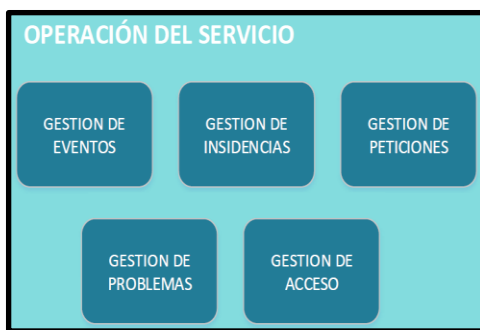 OPERACIÓN DEL SERVICIO
GESTION DE
EVENTOS
GESTION DE
INSIDENCIAS
GESTION DE
PETICIONES
GESTION DE
PROBLEMAS
GESTION DE
ACCESO